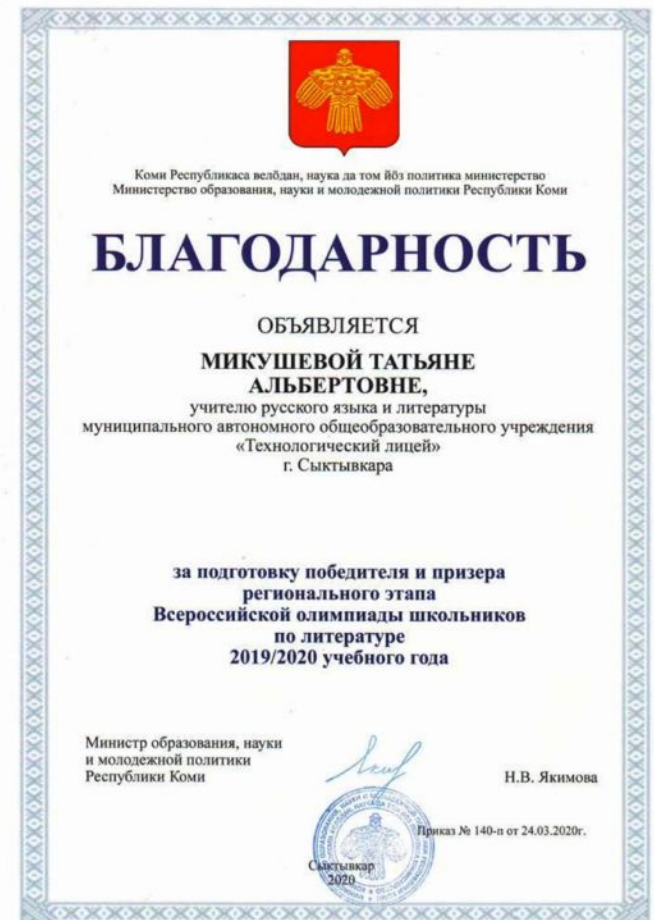 Коми Республикаса велӧдан, наука да том йӧз политика министерство
Министерство образования, науки и молодежной политики Республики Коми
БЛАГОДАРНОСТЬ
ОБЪЯВЛЯЕТСЯ
МИКУШЕВОЙ ТАТЬЯНЕ
АЛЬБЕРТОВНЕ,
учителю русского языка и литературы
муниципального автономного общеобразовательного учреждения
«Технологический лицей»
г. Сыктывкара
за подготовку победителя и призера
регионального этапа
Всероссийской олимпиады школьников
по литературе
2019/2020 учебного года
Министр образования, науки
и молодежной политики
Республики Коми
Н.В. Якимова
Приказ № 140-п от 24.03.2020г.
Сыктывкар
2020